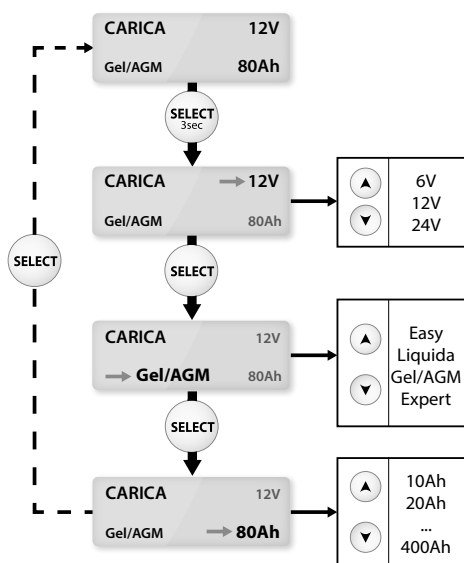 CARICA 12V
Gel/AGM 80Ah
SELECT
3sec
CARICA 12V
Gel/AGM 80Ah
6V
12V
24V
SELECT
SELECT
CARICA 12V
Gel/AGM 80Ah
Easy
Liquida
Gel/AGM
Expert
SELECT
CARICA 12V
Gel/AGM 80Ah
10Ah
20Ah
...
400Ah